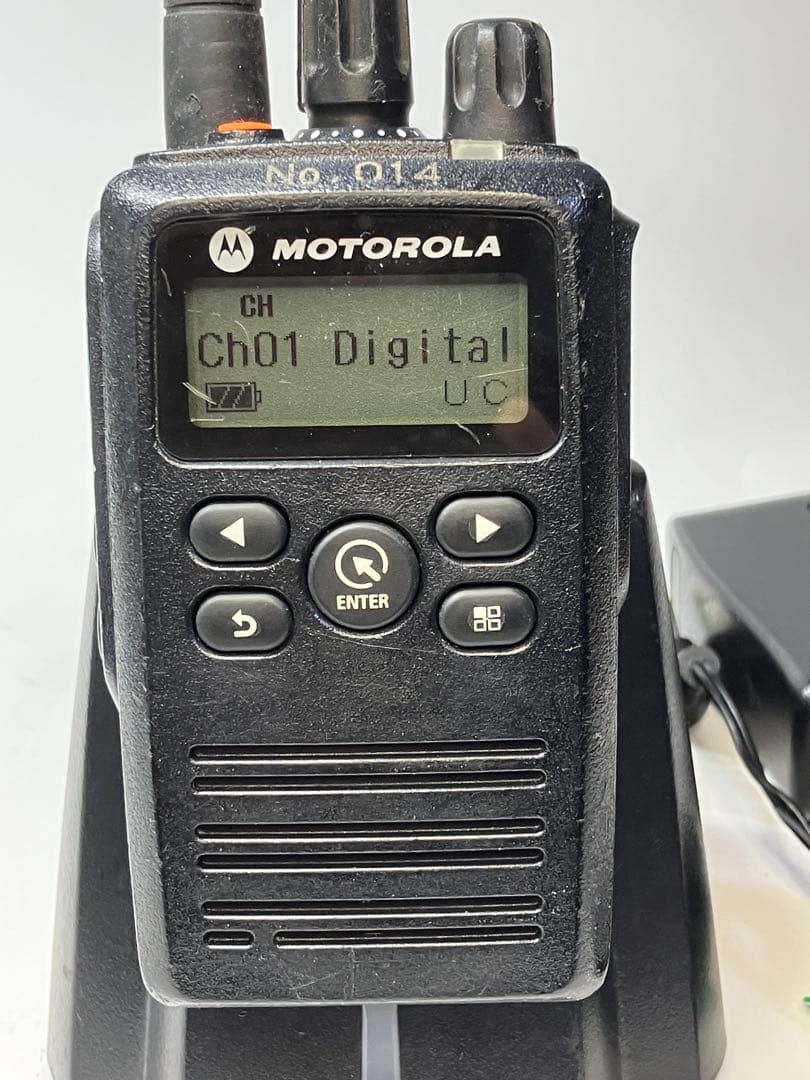 No. 014
MOTOROLA
CH
Ch01 Digital
UC
ENTER